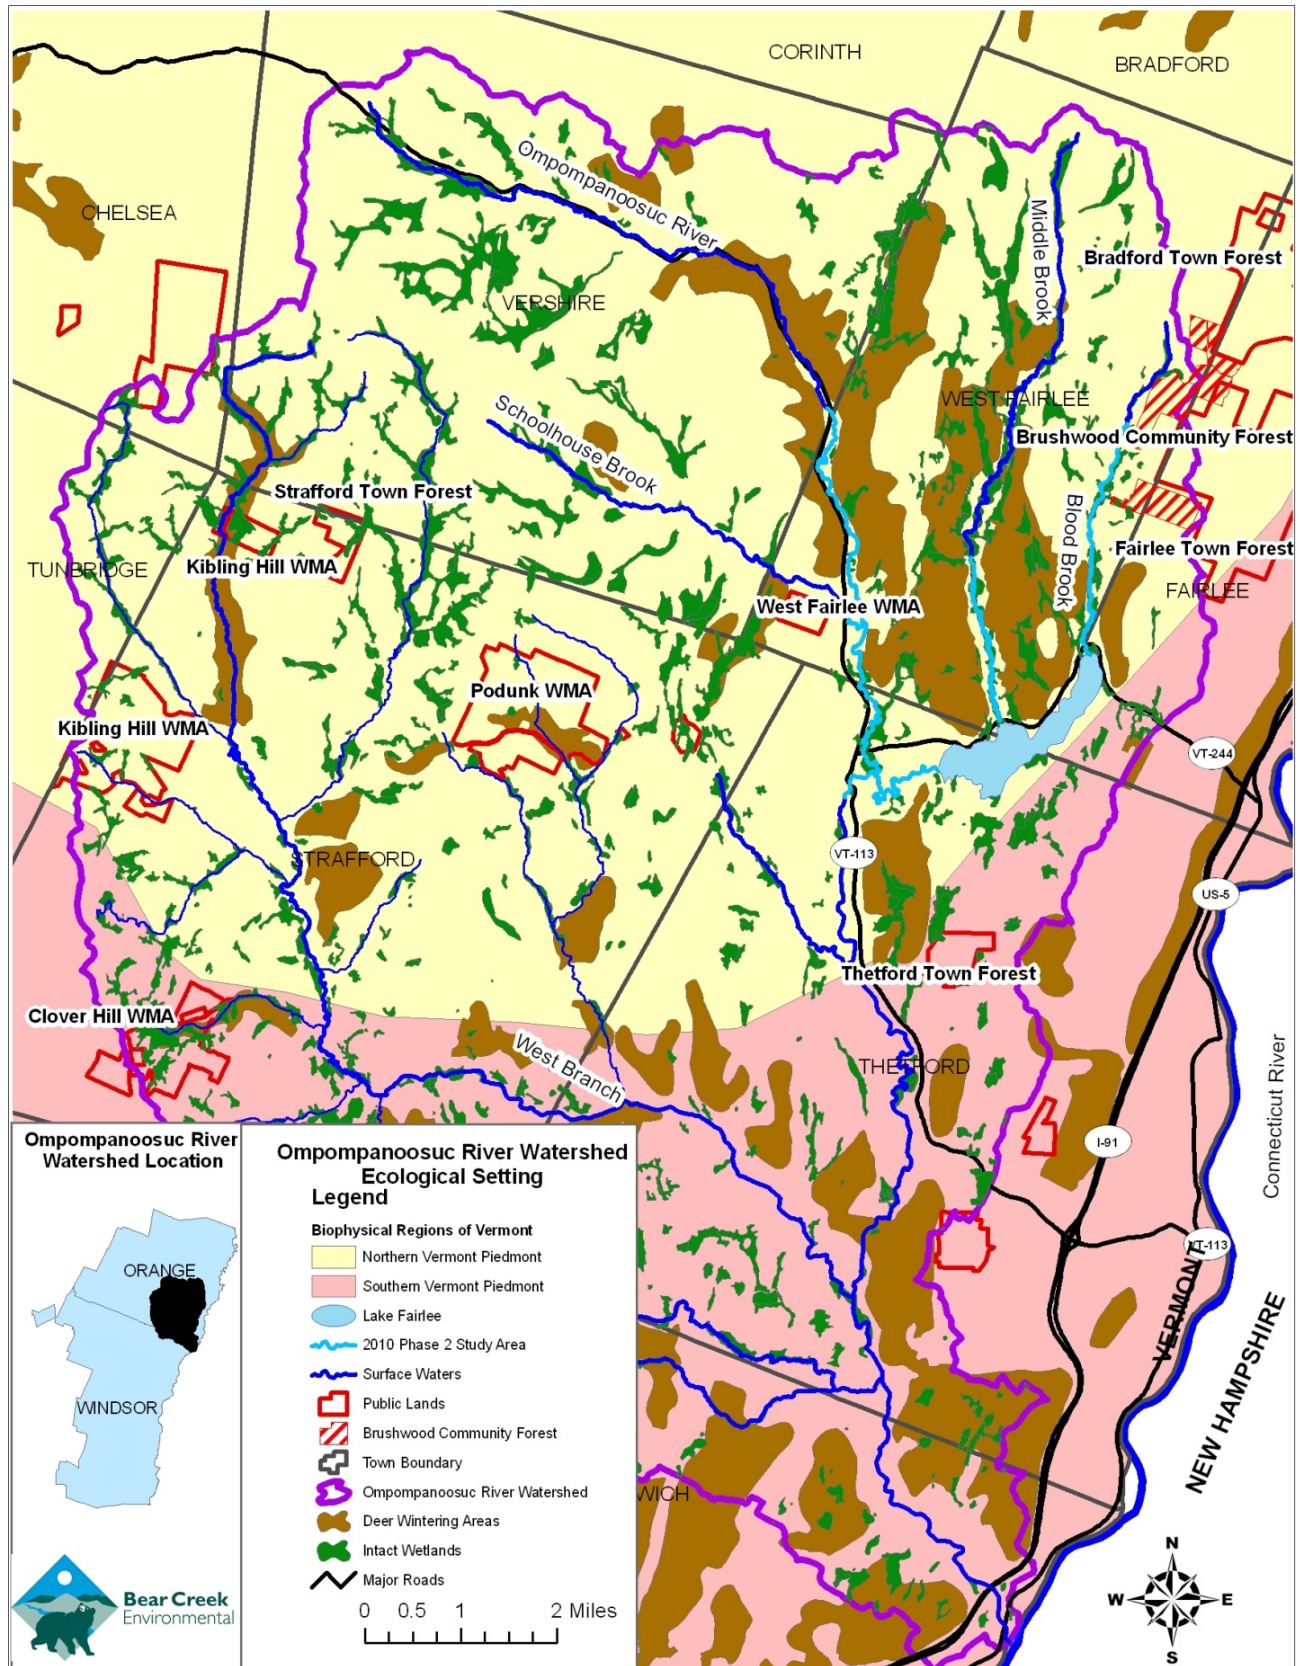 CORINTH
BRADFORD
Ompompanoosuc River
CHELSEA
Middle Brook
Bradford Town Forest
VERSHIRE
WEST FAIRLEE
Schoolhouse Brook
Brushwood Community Forest
Strafford Town Forest
Blood Brook
Kibling Hill WMA
TUNBRIDGE
Fairlee Town Forest
FAIRLEE
West Fairlee WMA
Podunk WMA
Kibling Hill WMA
VT-244
STRAFFORD
VT-113
US-5
Thetford Town Forest
Clover Hill WMA
West Branch
THETFORD
I-91
Connecticut River
VT-113
VERMONT
NEW HAMPSHIRE
WICH
Ompompanoosuc River
Watershed Location
ORANGE
WINDSOR
Bear Creek
Environmental
Ompompanoosuc River Watershed
Ecological Setting
Legend
Biophysical Regions of Vermont
Northern Vermont Piedmont
Southern Vermont Piedmont
Lake Fairlee
2010 Phase 2 Study Area
Surface Waters
Public Lands
Brushwood Community Forest
Town Boundary
Ompompanoosuc River Watershed
Deer Wintering Areas
Intact Wetlands
Major Roads
0 0.5 1 2 Miles
N
W E
S